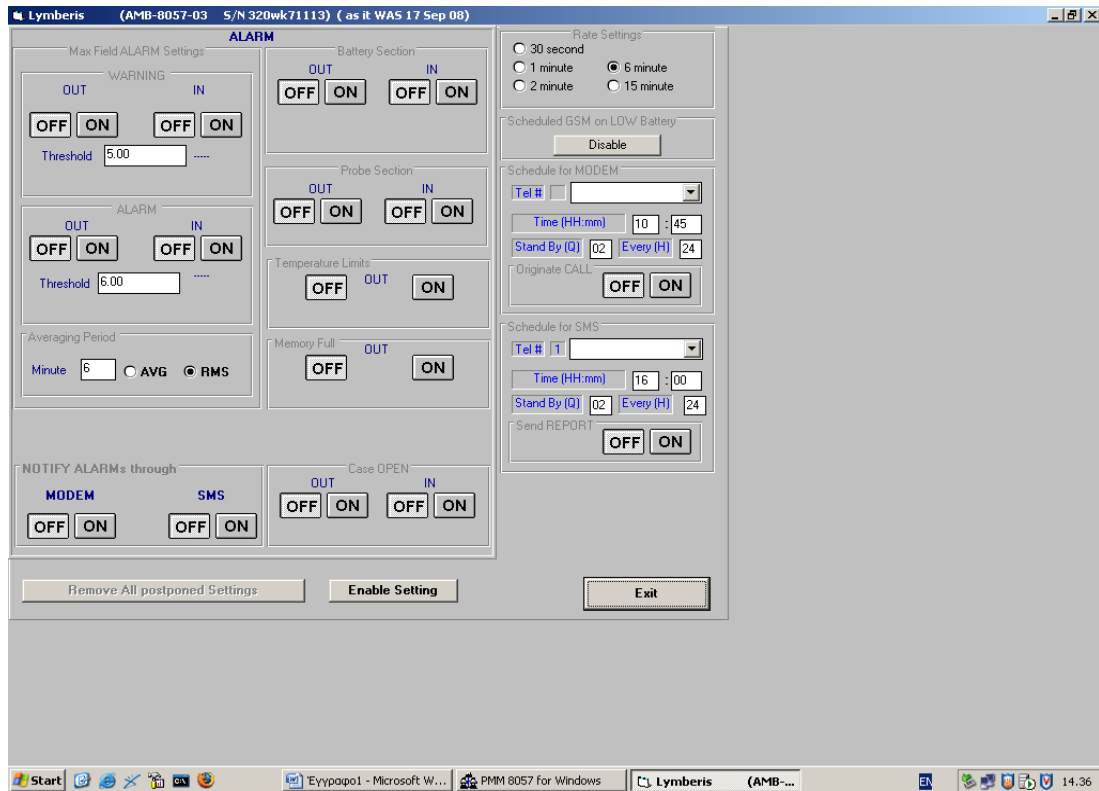 Lymberis (AMB-8057-03 S/N 320wk71113) ( as it WAS 17 Sep 08)
ALARM
Max Field ALARM Settings
WARNING
OUT IN
OFF ON OFF ON
Threshold 5.00 -----
ALARM
OUT IN
OFF ON OFF ON
Threshold 6.00 -----
Averaging Period
Minute 6 AVG RMS
NOTIFY ALARMs through
MODEM SMS
OFF ON OFF ON
Battery Section
OUT IN
OFF ON OFF ON
Probe Section
OUT IN
OFF ON OFF ON
Temperature Limits
OUT
OFF ON
Memory Full
OUT
OFF ON
Case OPEN
OUT IN
OFF ON OFF ON
Rate Settings
30 second
1 minute 6 minute
2 minute 15 minute
Scheduled GSM on LOW Battery
Disable
Schedule for MODEM
Tel #
Time (HH:mm) 10 : 45
Stand By (Q) 02 Every (H) 24
Originate CALL
OFF ON
Schedule for SMS
Tel # 1
Time (HH:mm) 16 : 00
Stand By (Q) 02 Every (H) 24
Send REPORT
OFF ON
Remove All postponed Settings Enable Setting Exit
Start Έγγραφο1 - Microsoft W... PMM 8057 for Windows Lymberis (AMB-... EN 14.36